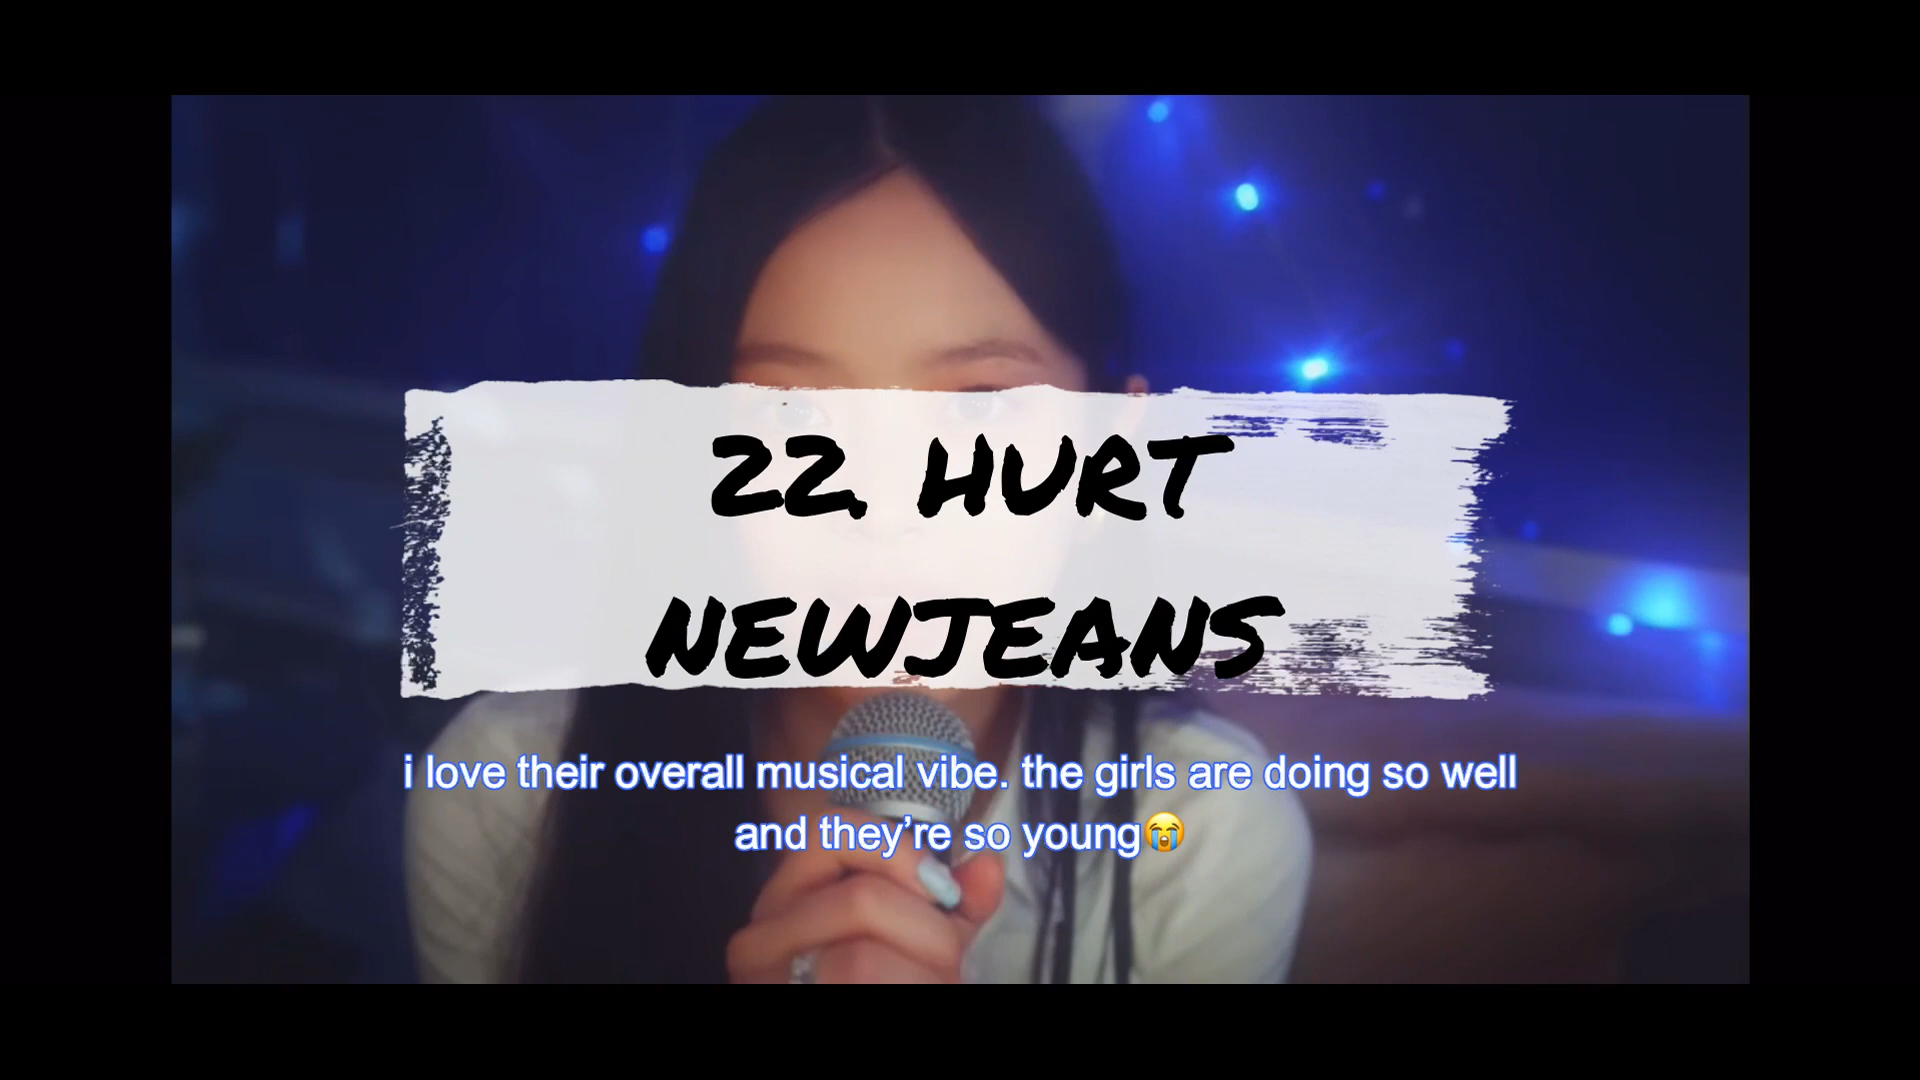 22. HURT
NEWJEANS
i love their overall musical vibe. the girls are doing so well
and they’re so young😭